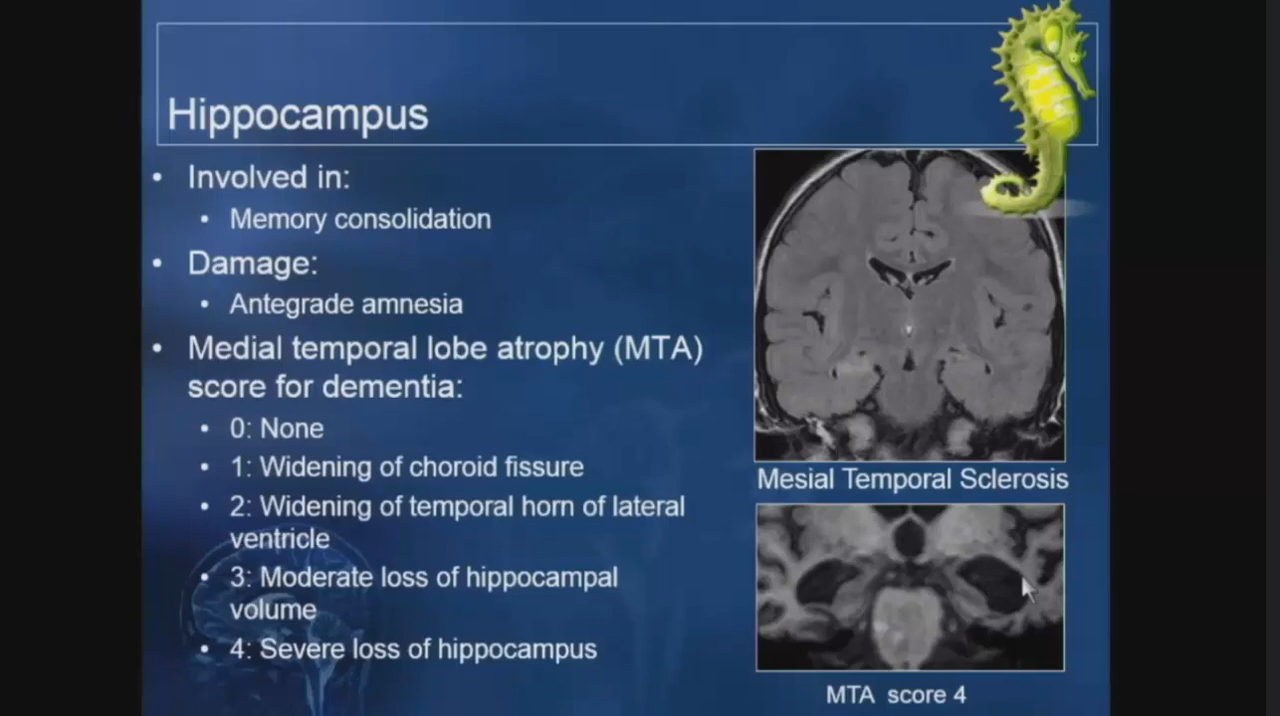 Hippocampus
• Involved in:
• Memory consolidation
• Damage:
• Antegrade amnesia
• Medial temporal lobe atrophy (MTA)
score for dementia:
• 0: None
• 1: Widening of choroid fissure
• 2: Widening of temporal horn of lateral
ventricle
• 3: Moderate loss of hippocampal
volume
• 4: Severe loss of hippocampus
Mesial Temporal Sclerosis
MTA score 4